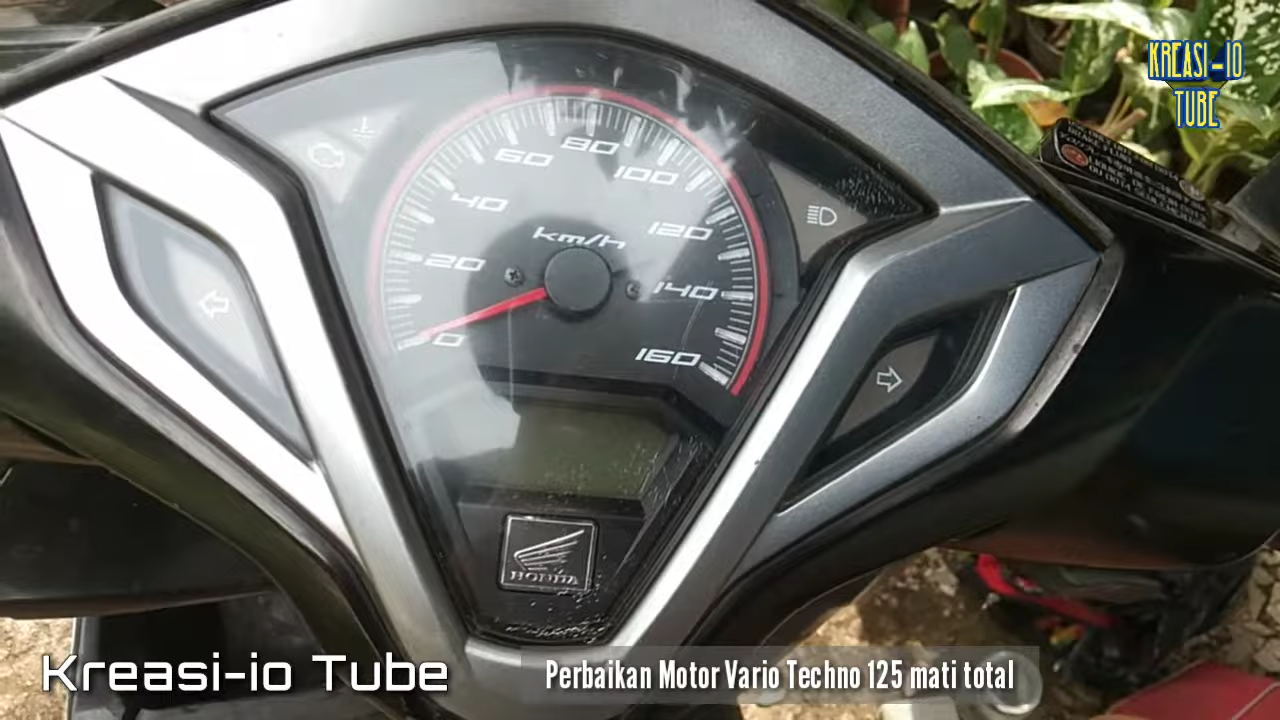 KREASI-IO
TUBE
80
60
100
40
120
km/h
20
140
0
160
HONDA
Kreasi-io Tube
Perbaikan Motor Vario Techno 125 mati total